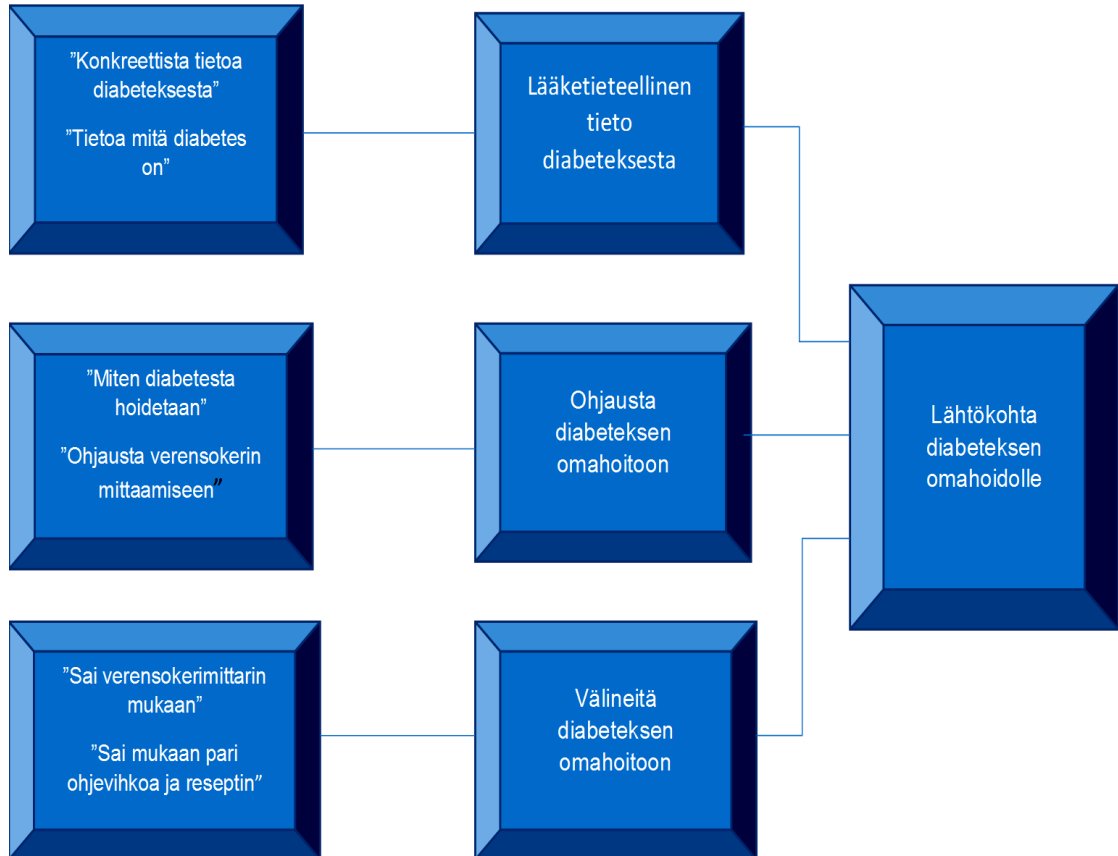 ”Konkreettista tietoa
diabeteksesta”
”Tietoa mitä diabetes
on”
Lääketieteellinen
tieto
diabeteksesta
”Miten diabetesta
hoidetaan”
”Ohjausta verensokerin
mittaamiseen”
Ohjausta
diabeteksen
omahoitoon
Lähtökohta
diabeteksen
omahoidolle
”Sai verensokerimittarin
mukaan”
”Sai mukaan pari
ohjevihkoa ja reseptin”
Välineitä
diabeteksen
omahoitoon